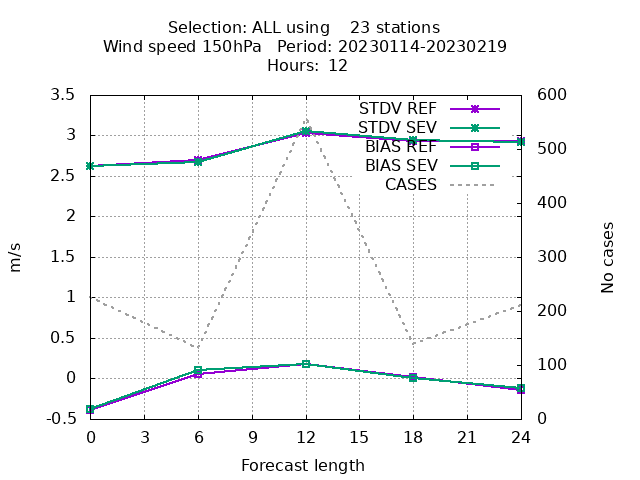 Selection: ALL using 23 stations
Wind speed 150hPa Period: 20230114-20230219
Hours: 12
3.5
3
2.5
2
1.5
1
0.5
0
-0.5
600
500
400
300
200
100
0
STDV REF
STDV SEV
BIAS REF
BIAS SEV
CASES
m/s
No cases
0 3 6 9 12 15 18 21 24
Forecast length